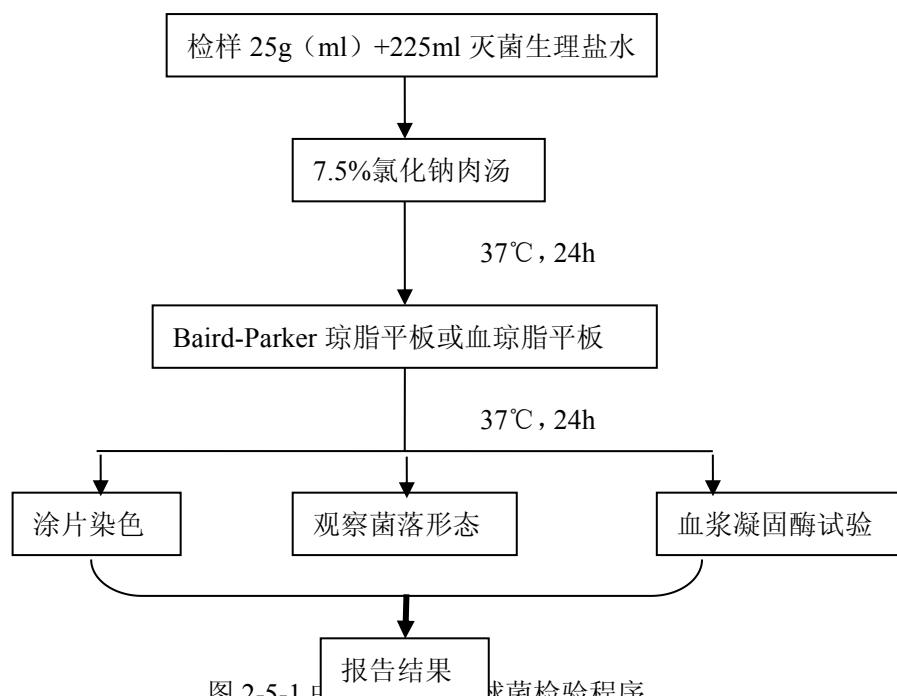 检样 25g（ml）+225ml 灭菌生理盐水
7.5%氯化钠肉汤
37℃，24h
Baird-Parker 琼脂平板或血琼脂平板
37℃，24h
涂片染色
观察菌落形态
血浆凝固酶试验
报告结果
图 2-5-1 球菌检验程序